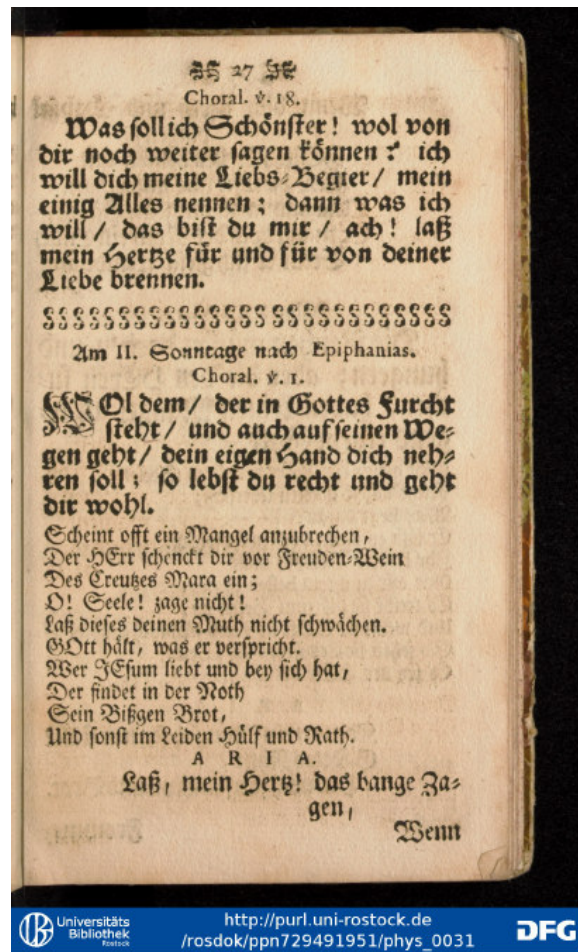 27
Choral. v. 18.
Was soll ich Schönster! wol von
dir noch weiter sagen können? ich
will dich meine Liebs-Begier/ mein
einig Alles nennen; dann was ich
will/ das bist du mir/ ach! laß
mein Hertze für und für von deiner
Liebe brennen.
Am II. Sonntage nach Epiphanias.
Choral. v. 1.
WOl dem/ der in Gottes Furcht
steht/ und auch auf seinen We-
gen geht/ dein eigen Hand dich neh-
ren soll; so lebst du recht und geht
dir wohl.
Scheint offt ein Mangel anzubrechen,
Der HErr schenckt dir vor Freuden-Wein
Des Creutzes Mara ein;
O! Seele! zage nicht!
Laß dieses deinen Muth nicht schwächen.
GOtt hält, was er verspricht.
Wer JEsum liebt und bey sich hat,
Der findet in der Noth
Sein Bißgen Brot,
Und sonst im Leiden Hülf und Rath.
ARIA.
Laß, mein Hertz! das bange Za-
gen,
Wenn
Universitäts
Bibliothek
Rostock
http://purl.uni-rostock.de
/rosdok/ppn729491951/phys_0031
DFG